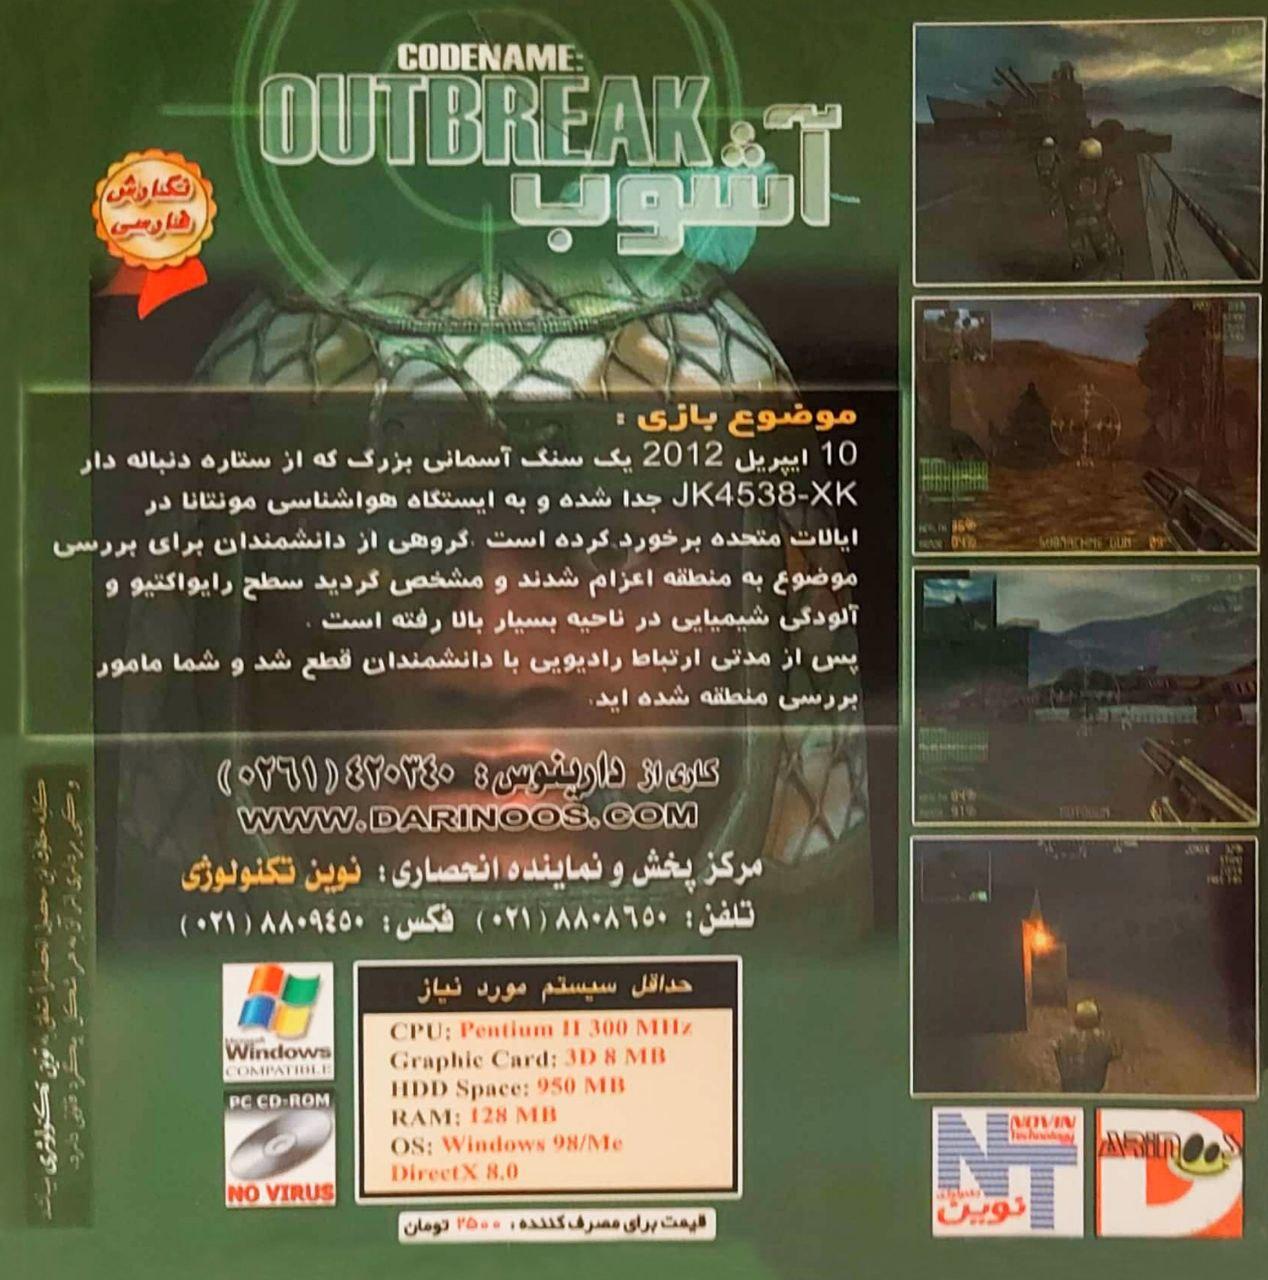 CODENAME:
OUTBREAK
آشوب
نگارش
فارسی
موضوع بازی :
10 ایپریل 2012 یک سنگ آسمانی بزرگ که از ستاره دنباله دار
JK4538-XK جدا شده و به ایستگاه هواشناسی مونتانا در
ایالات متحده برخورد کرده است . گروهی از دانشمندان برای بررسی
موضوع به منطقه اعزام شدند و مشخص گردید سطح رایواکتیو و
آلودگی شیمیایی در ناحیه بسیار بالا رفته است .
پس از مدتی ارتباط رادیویی با دانشمندان قطع شد و شما مامور
بررسی منطقه شده اید.
کاری از دارینوس : ۴۲۰۳۴۰ (۰۲۶۱)
WWW.DARINOOS.COM
مرکز پخش و نماینده انحصاری : نوین تکنولوژی
تلفن : ۸۸۰۸۶۵۰ (۰۲۱) فکس : ۸۸۰۹۴۵۰ (۰۲۱)
Microsoft
Windows
COMPATIBLE
PC CD-ROM
NO VIRUS
حداقل سیستم مورد نیاز
CPU: Pentium II 300 MHz
Graphic Card: 3D 8 MB
HDD Space: 950 MB
RAM: 128 MB
OS: Windows 98/Me
DirectX 8.0
قیمت برای مصرف کننده : ۲۵۰۰ تومان
SUBMACHINE GUN
NOVIN
Technology
NT
تکنولوژی
نوین
DARINOOS